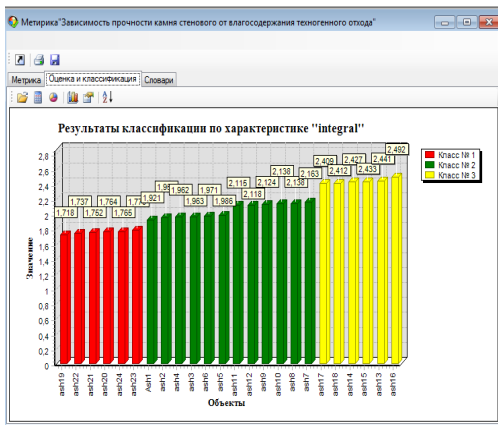 Метирика"Зависимость прочности камня стенового от влагосодержания техногенного отхода"
Метрика Оценка и классификация Словари
Результаты классификации по характеристике "integral"
Класс № 1
Класс № 2
Класс № 3
2,8
2,6
2,4
2,2
2
1,8
1,6
1,4
1,2
1
0,8
0,6
0,4
0,2
0
Значение
1,718 1,737 1,752 1,764 1,765 1,921 1,962 1,963 1,971 1,986 2,115 2,118 2,124 2,138 2,138 2,163 2,409 2,412 2,427 2,433 2,441 2,492
ash19 ash22 ash21 ash20 ash24 ash23 Ash1 ash2 ash4 ash3 ash6 ash5 ash11 ash12 ash9 ash10 ash8 ash7 ash17 ash18 ash14 ash15 ash13 ash16
Объекты